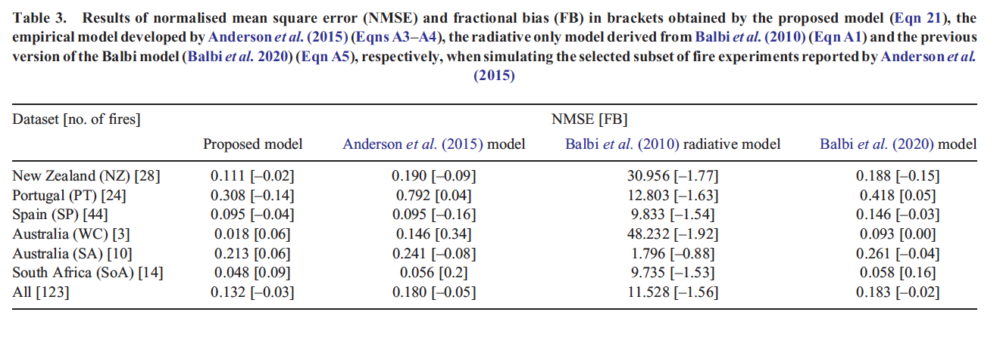 Table 3. Results of normalised mean square error (NMSE) and fractional bias (FB) in brackets obtained by the proposed model (Eqn 21), the
empirical model developed by Anderson et al. (2015) (Eqns A3–A4), the radiative only model derived from Balbi et al. (2010) (Eqn A1) and the previous
version of the Balbi model (Balbi et al. 2020) (Eqn A5), respectively, when simulating the selected subset of fire experiments reported by Anderson et al.
(2015)
Dataset [no. of fires] NMSE [FB]
Proposed model Anderson et al. (2015) model Balbi et al. (2010) radiative model Balbi et al. (2020) model
New Zealand (NZ) [28] 0.111 [–0.02] 0.190 [–0.09] 30.956 [–1.77] 0.188 [–0.15]
Portugal (PT) [24] 0.308 [–0.14] 0.792 [0.04] 12.803 [–1.63] 0.418 [0.05]
Spain (SP) [44] 0.095 [–0.04] 0.095 [–0.16] 9.833 [–1.54] 0.146 [–0.03]
Australia (WC) [3] 0.018 [0.06] 0.146 [0.34] 48.232 [–1.92] 0.093 [0.00]
Australia (SA) [10] 0.213 [0.06] 0.241 [–0.08] 1.796 [–0.88] 0.261 [–0.04]
South Africa (SoA) [14] 0.048 [0.09] 0.056 [0.2] 9.735 [–1.53] 0.058 [0.16]
All [123] 0.132 [–0.03] 0.180 [–0.05] 11.528 [–1.56] 0.183 [–0.02]